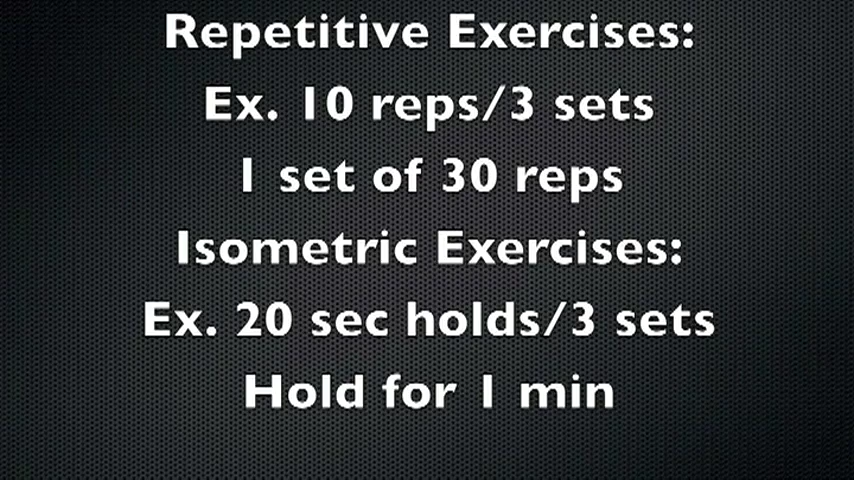 Repetitive Exercises:
Ex. 10 reps/3 sets
1 set of 30 reps
Isometric Exercises:
Ex. 20 sec holds/3 sets
Hold for 1 min